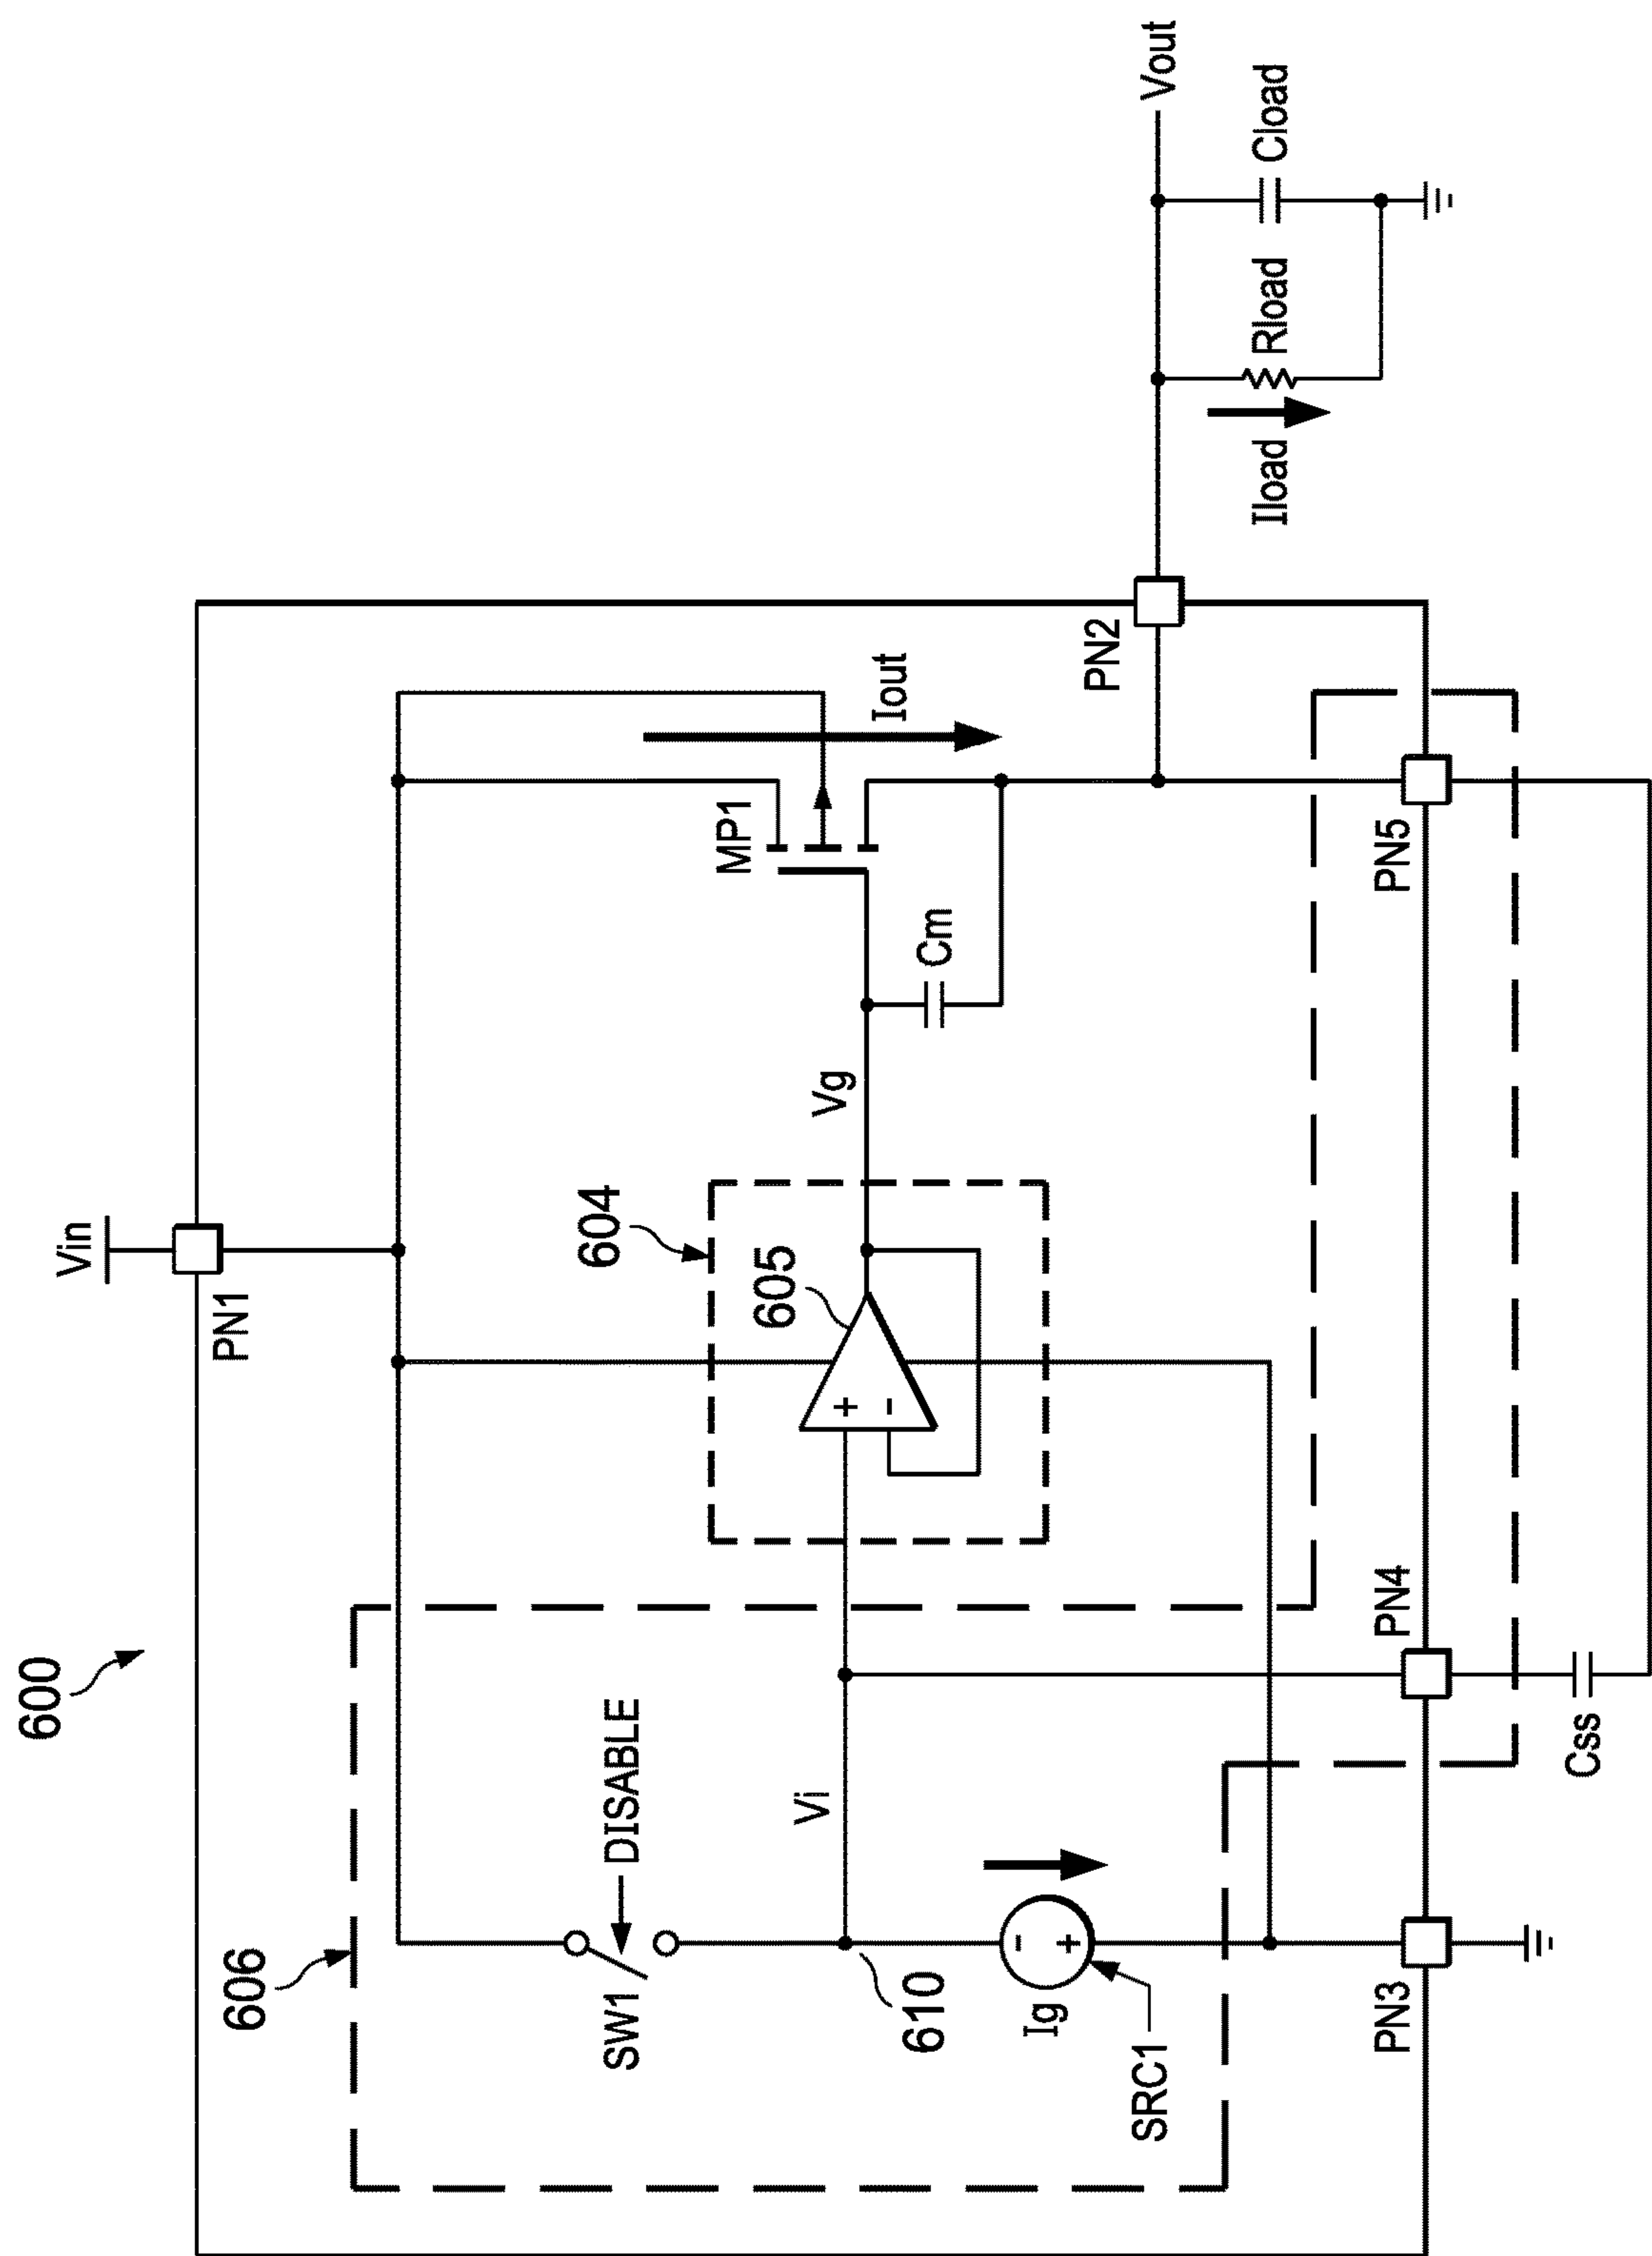 600
Vin
PN1
606
SW1
DISABLE
604
605
+
-
MP1
Iout
Vi
Vg
Cm
610
Ig
-
+
SRC1
PN2
Vout
Iload
Rload
Cload
PN3
PN4
PN5
Css